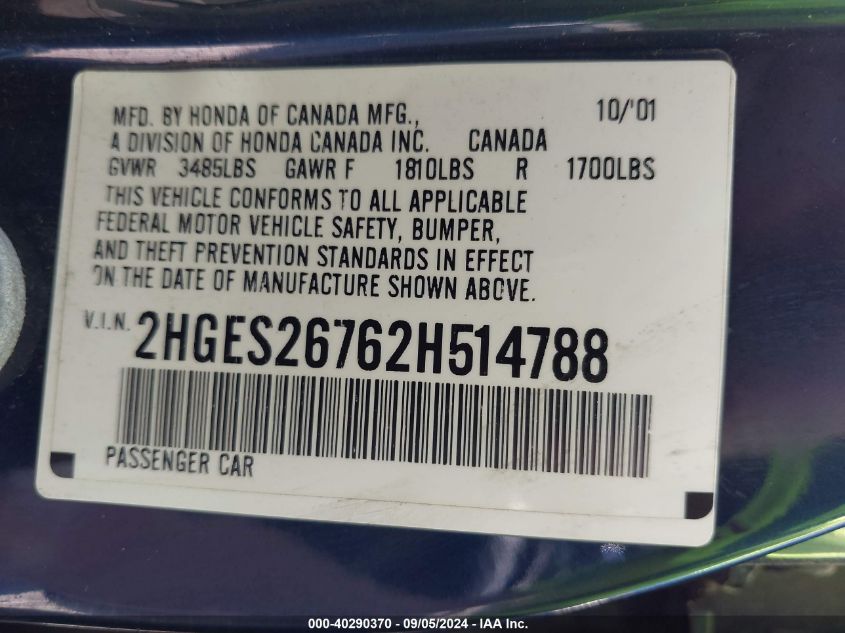 MFD. BY HONDA OF CANADA MFG., 10/'01
A DIVISION OF HONDA CANADA INC. CANADA
GVWR 3485LBS GAWR F 1810LBS R 1700LBS
THIS VEHICLE CONFORMS TO ALL APPLICABLE
FEDERAL MOTOR VEHICLE SAFETY, BUMPER,
AND THEFT PREVENTION STANDARDS IN EFFECT
ON THE DATE OF MANUFACTURE SHOWN ABOVE.
V.I.N. 2HGES26762H514788
PASSENGER CAR
000-40290370 - 09/05/2024 - IAAI Inc.